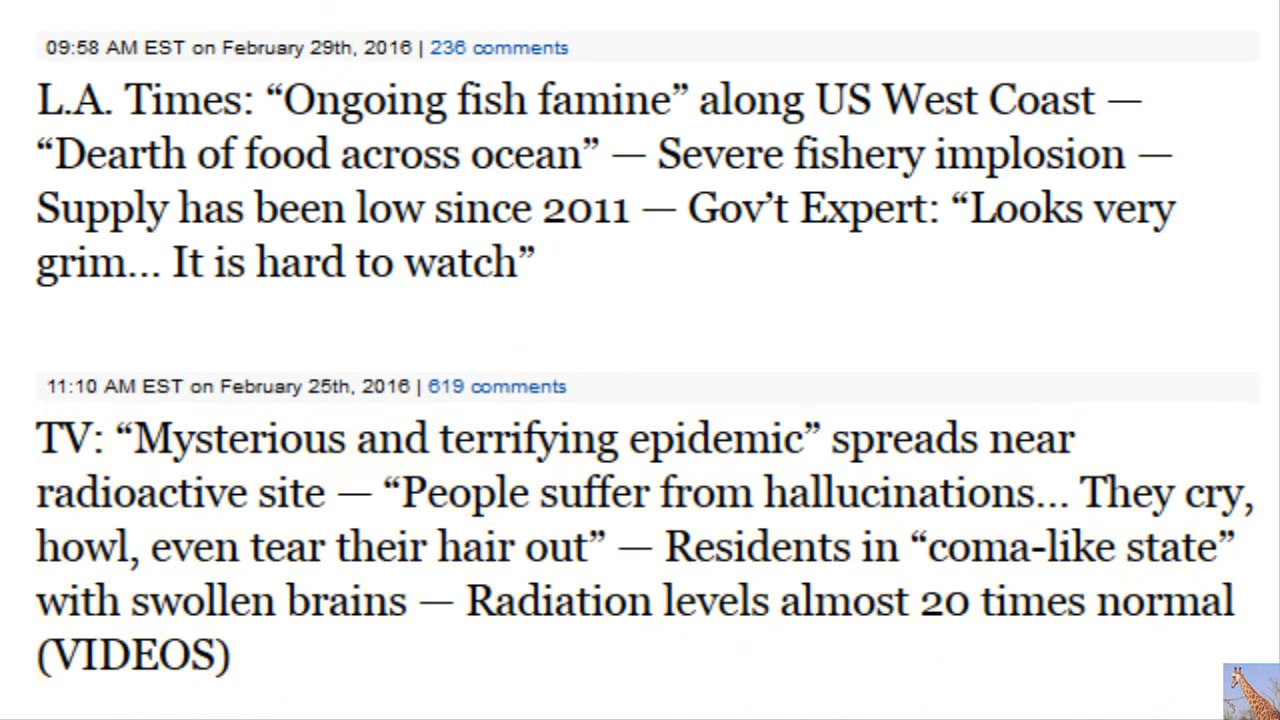 09:58 AM EST on February 29th, 2016 | 236 comments
L.A. Times: “Ongoing fish famine” along US West Coast —
“Dearth of food across ocean” — Severe fishery implosion —
Supply has been low since 2011 — Gov’t Expert: “Looks very
grim… It is hard to watch”
11:10 AM EST on February 25th, 2016 | 619 comments
TV: “Mysterious and terrifying epidemic” spreads near
radioactive site — “People suffer from hallucinations… They cry,
howl, even tear their hair out” — Residents in “coma-like state”
with swollen brains — Radiation levels almost 20 times normal
(VIDEOS)